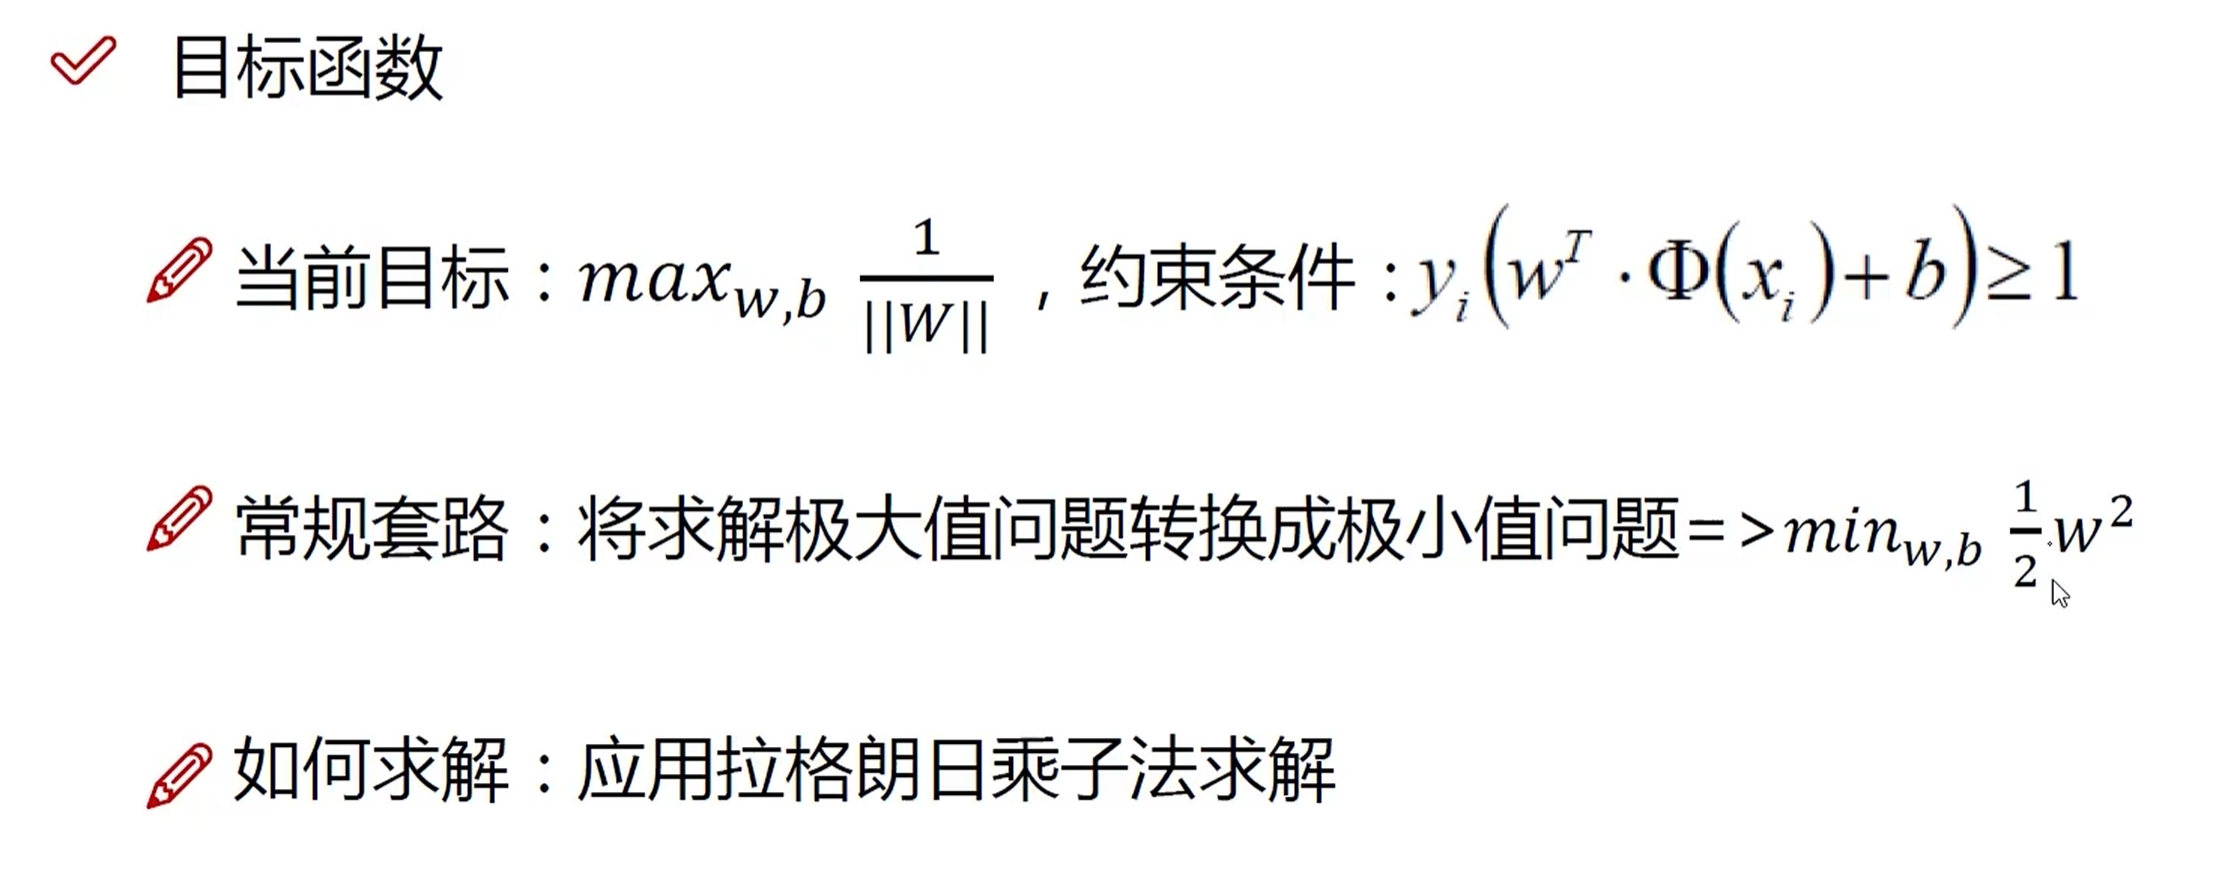 目标函数
当前目标：$max_{w,b} \frac{1}{||W||}$，约束条件：$y_i(w^T \cdot \Phi(x_i)+b) \geq 1$
常规套路：将求解极大值问题转换成极小值问题=>$min_{w,b} \frac{1}{2}w^2$
如何求解：应用拉格朗日乘子法求解